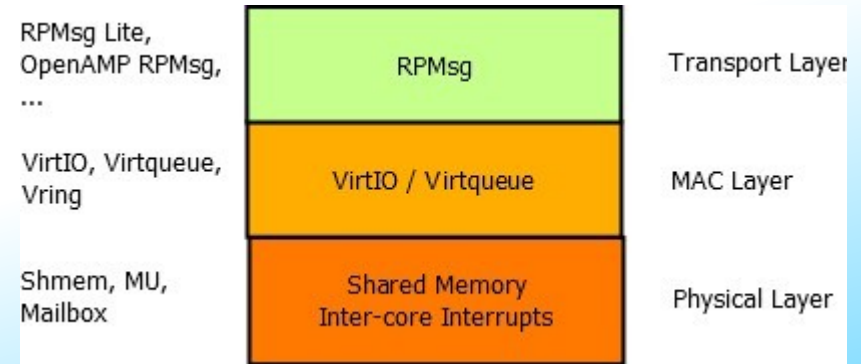 RPMsg Lite,
OpenAMP RPMsg,
...
RPMsg
Transport Layer
VirtIO, Virtqueue,
Vring
VirtIO / Virtqueue
MAC Layer
Shmem, MU,
Mailbox
Shared Memory
Inter-core Interrupts
Physical Layer